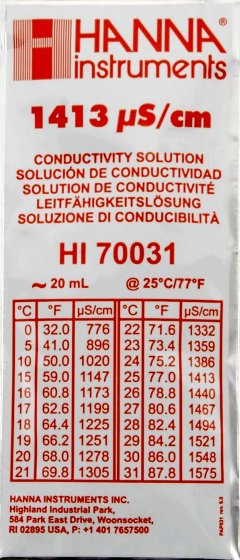 HANNA®
instruments
1413 µS/cm
CONDUCTIVITY SOLUTION
SOLUCIÓN DE CONDUCTIVIDAD
SOLUTION DE CONDUCTIVITÉ
LEITFÄHIGKEITSLÖSUNG
SOLUZIONE DI CONDUCIBILITÀ
HI 70031
~ 20 mL @ 25°C/77°F
°C °F µS/cm °C °F µS/cm
0 32.0 776 22 71.6 1332
5 41.0 896 23 73.4 1359
10 50.0 1020 24 75.2 1386
15 59.0 1147 25 77.0 1413
16 60.8 1173 26 78.8 1440
17 62.6 1199 27 80.6 1467
18 64.4 1225 28 82.4 1494
19 66.2 1251 29 84.2 1521
20 68.0 1278 30 86.0 1548
21 69.8 1305 31 87.8 1575
HANNA INSTRUMENTS INC.
Highland Industrial Park,
584 Park East Drive, Woonsocket,
RI 02895 USA, P: +1 401 7657500
PAP031 rev. 5.0